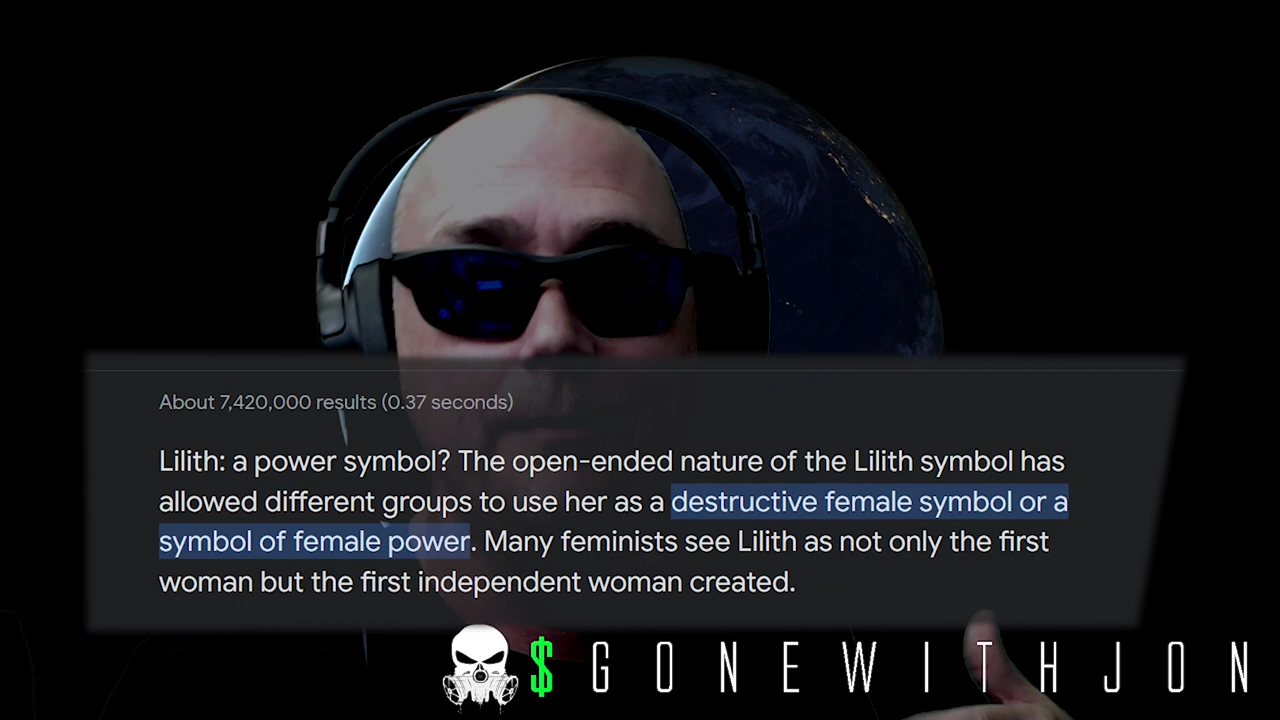 About 7,420,000 results (0.37 seconds)
Lilith: a power symbol? The open-ended nature of the Lilith symbol has
allowed different groups to use her as a destructive female symbol or a
symbol of female power. Many feminists see Lilith as not only the first
woman but the first independent woman created.
$GONEWITHJON